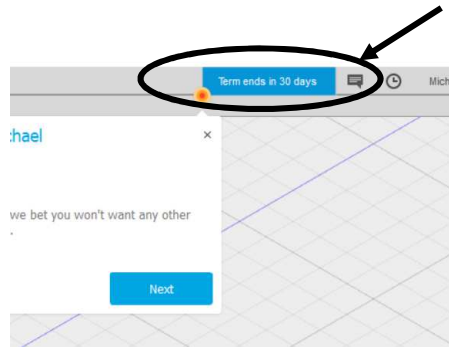 Term ends in 30 days
Mich
hael
×
we bet you won't want any other
.
Next